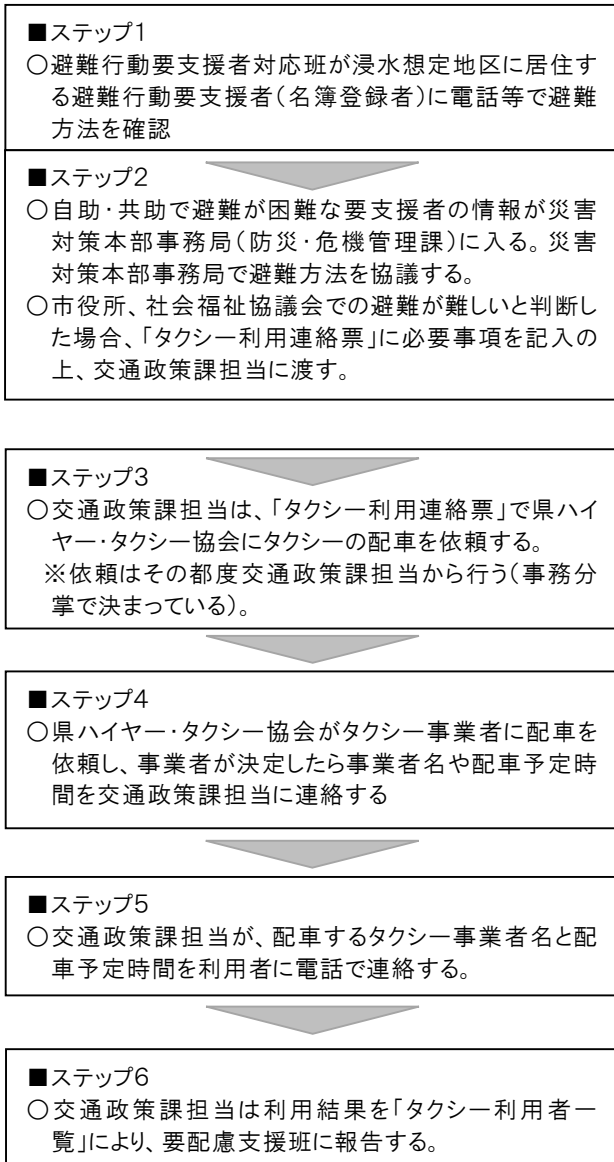 ■ステップ1
○避難行動要支援者対応班が浸水想定地区に居住す
る避難行動要支援者(名簿登録者)に電話等で避難
方法を確認
■ステップ2
○自助・共助で避難が困難な要支援者の情報が災害
対策本部事務局(防災・危機管理課)に入る。災害
対策本部事務局で避難方法を協議する。
○市役所、社会福祉協議会での避難が難しいと判断し
た場合、「タクシー利用連絡票」に必要事項を記入の
上、交通政策課担当に渡す。
■ステップ3
○交通政策課担当は、「タクシー利用連絡票」で県ハイ
ヤー・タクシー協会にタクシーの配車を依頼する。
※依頼はその都度交通政策課担当から行う(事務分
掌で決まっている)。
■ステップ4
○県ハイヤー・タクシー協会がタクシー事業者に配車を
依頼し、事業者が決定したら事業者名や配車予定時
間を交通政策課担当に連絡する
■ステップ5
○交通政策課担当が、配車するタクシー事業者名と配
車予定時間を利用者に電話で連絡する。
■ステップ6
○交通政策課担当は利用結果を「タクシー利用者一
覧」により、要配慮支援班に報告する。